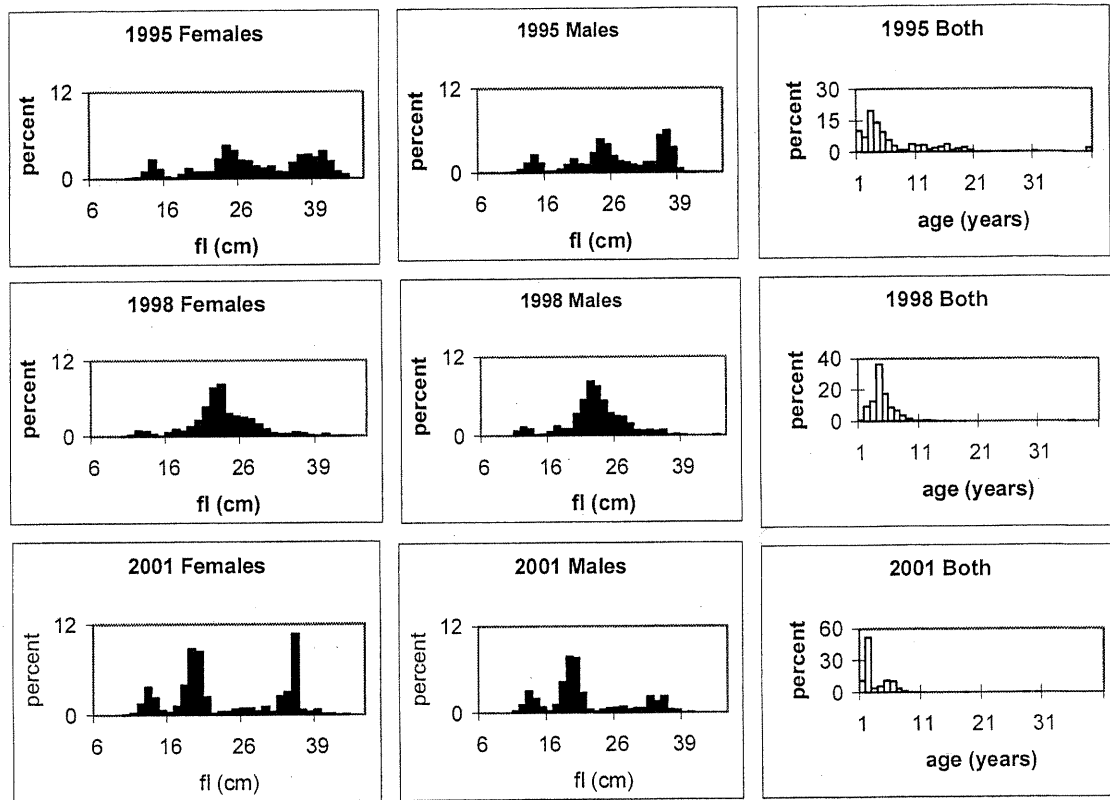 1995 Females
percent
12
0
6 16 26 39
fl (cm)
1995 Males
percent
12
0
6 16 26 39
fl (cm)
1995 Both
percent
30
15
0
1 11 21 31
age (years)
1998 Females
percent
12
0
6 16 26 39
fl (cm)
1998 Males
percent
12
0
6 16 26 39
fl (cm)
1998 Both
percent
40
20
0
1 11 21 31
age (years)
2001 Females
percent
12
0
6 16 26 39
fl (cm)
2001 Males
percent
12
0
6 16 26 39
fl (cm)
2001 Both
percent
60
30
0
1 11 21 31
age (years)